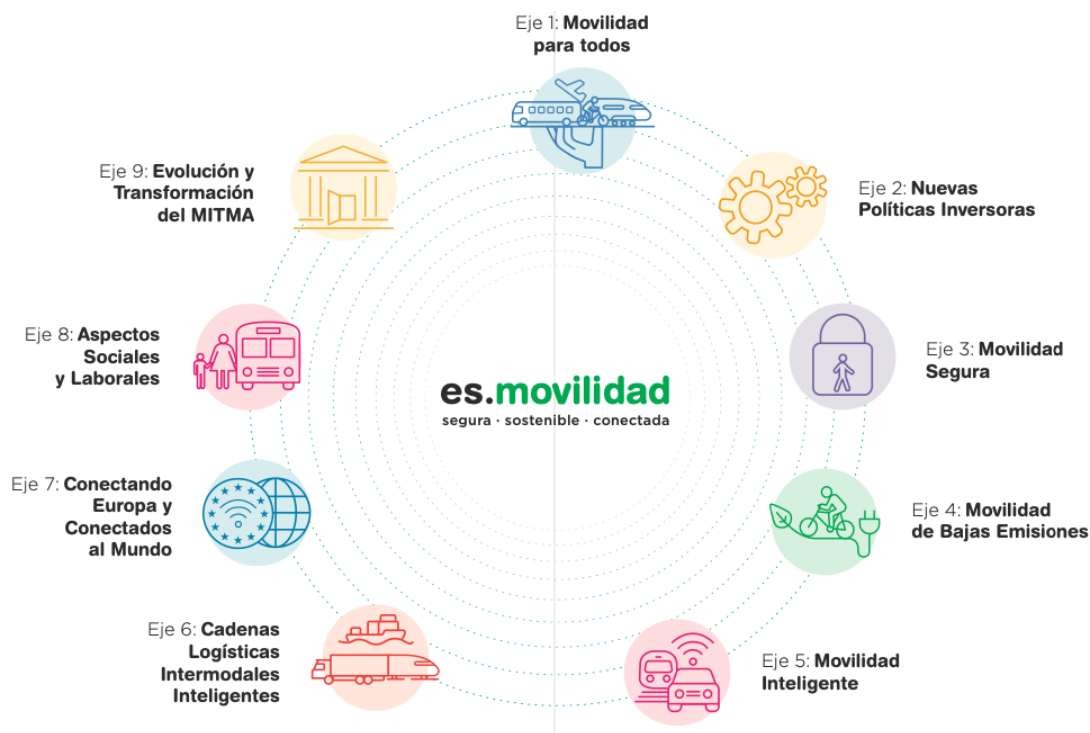 Eje 1: Movilidad
para todos
Eje 2: Nuevas
Políticas Inversoras
Eje 3: Movilidad
Segura
Eje 4: Movilidad
de Bajas Emisiones
Eje 5: Movilidad
Inteligente
Eje 6: Cadenas
Logísticas
Intermodales
Inteligentes
Eje 7: Conectando
Europa y
Conectados
al Mundo
Eje 8: Aspectos
Sociales
y Laborales
Eje 9: Evolución y
Transformación
del MITMA
es.movilidad
segura · sostenible · conectada